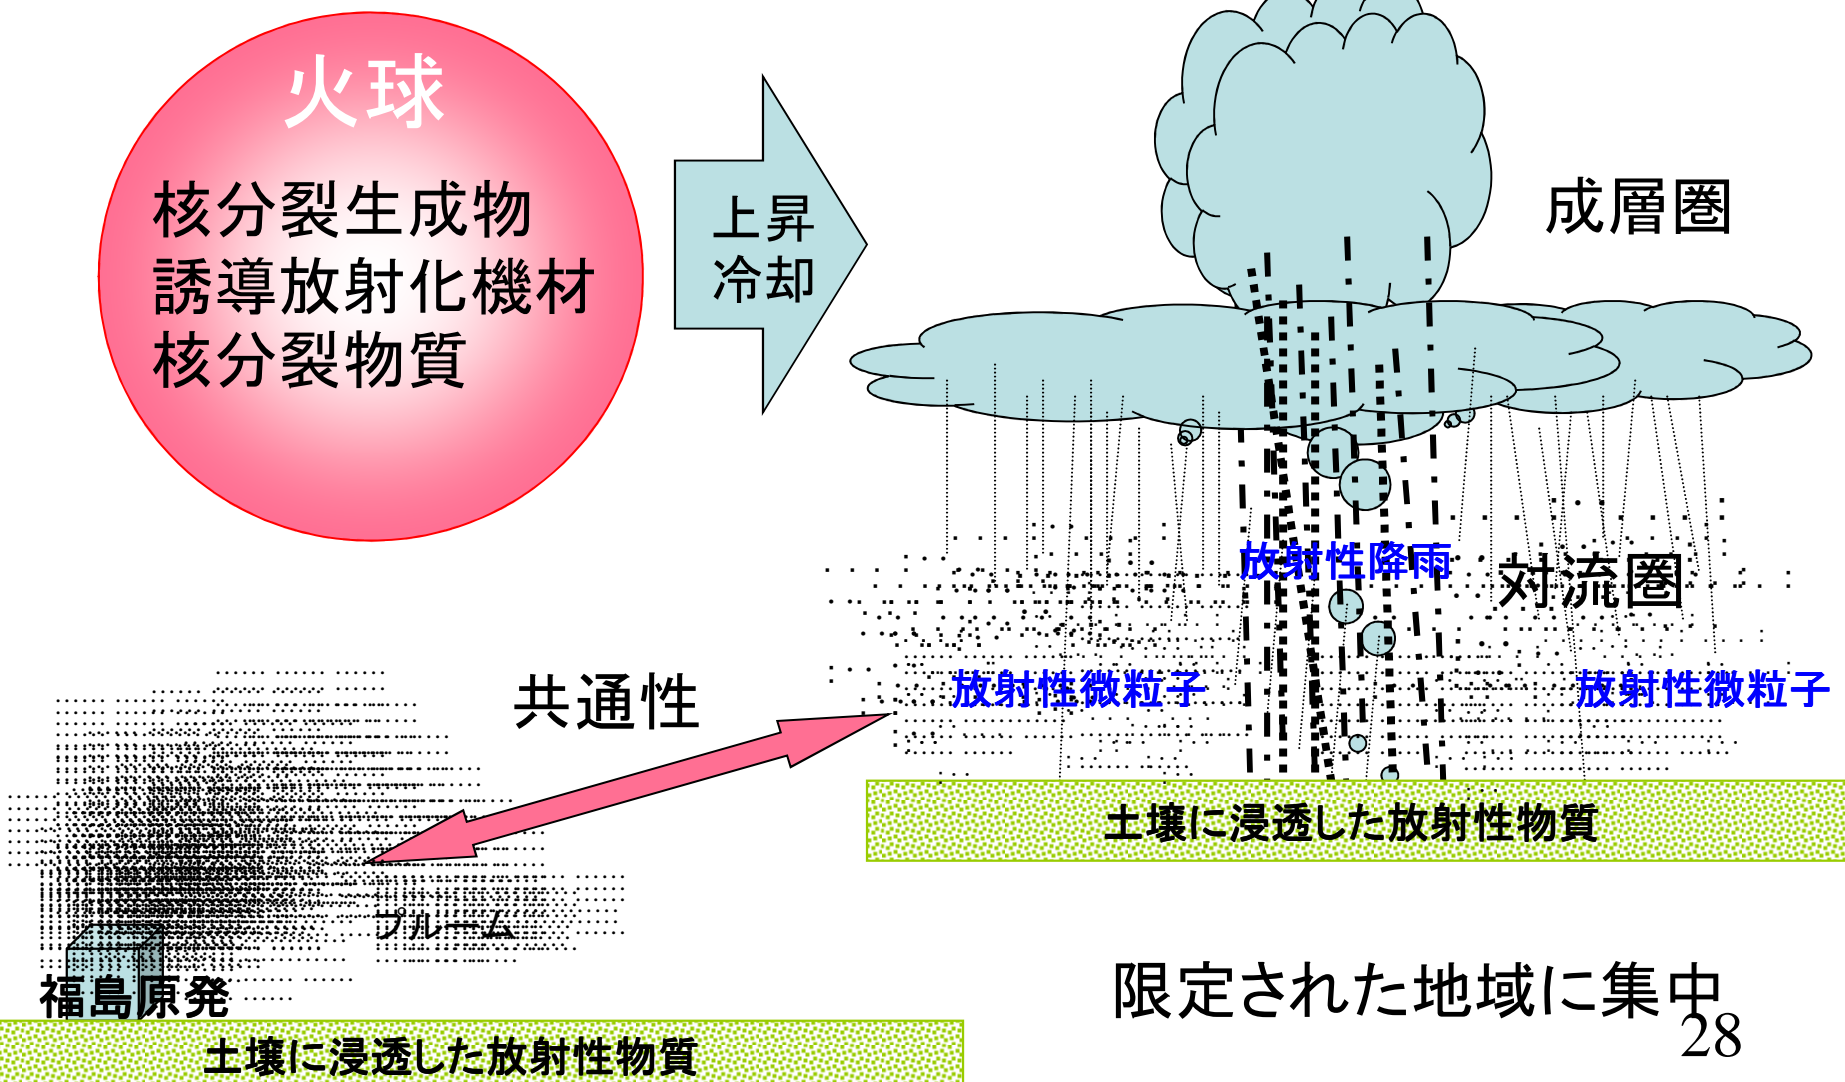 火球
核分裂生成物
誘導放射化機材
核分裂物質
上昇
冷却
成層圏
放射性降雨
対流圏
放射性微粒子
放射性微粒子
共通性
土壌に浸透した放射性物質
プルーム
福島原発
限定された地域に集中
28
土壌に浸透した放射性物質